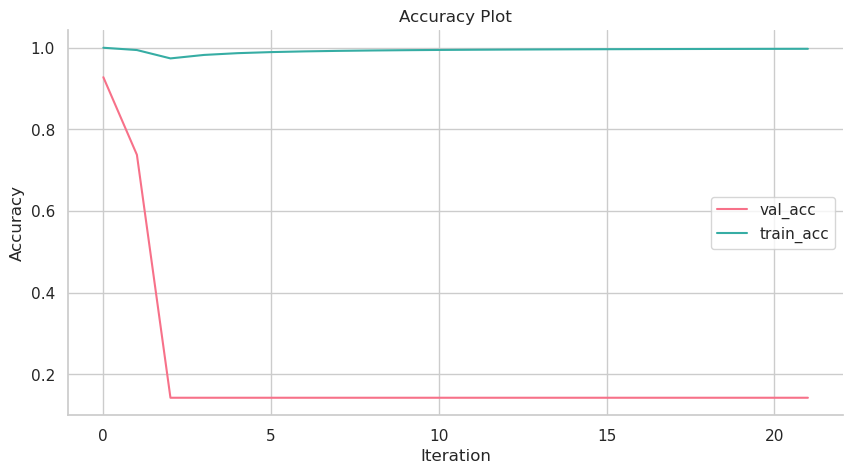 Accuracy Plot
1.0
0.8
0.6
0.4
0.2
Accuracy
val_acc
train_acc
0 5 10 15 20
Iteration